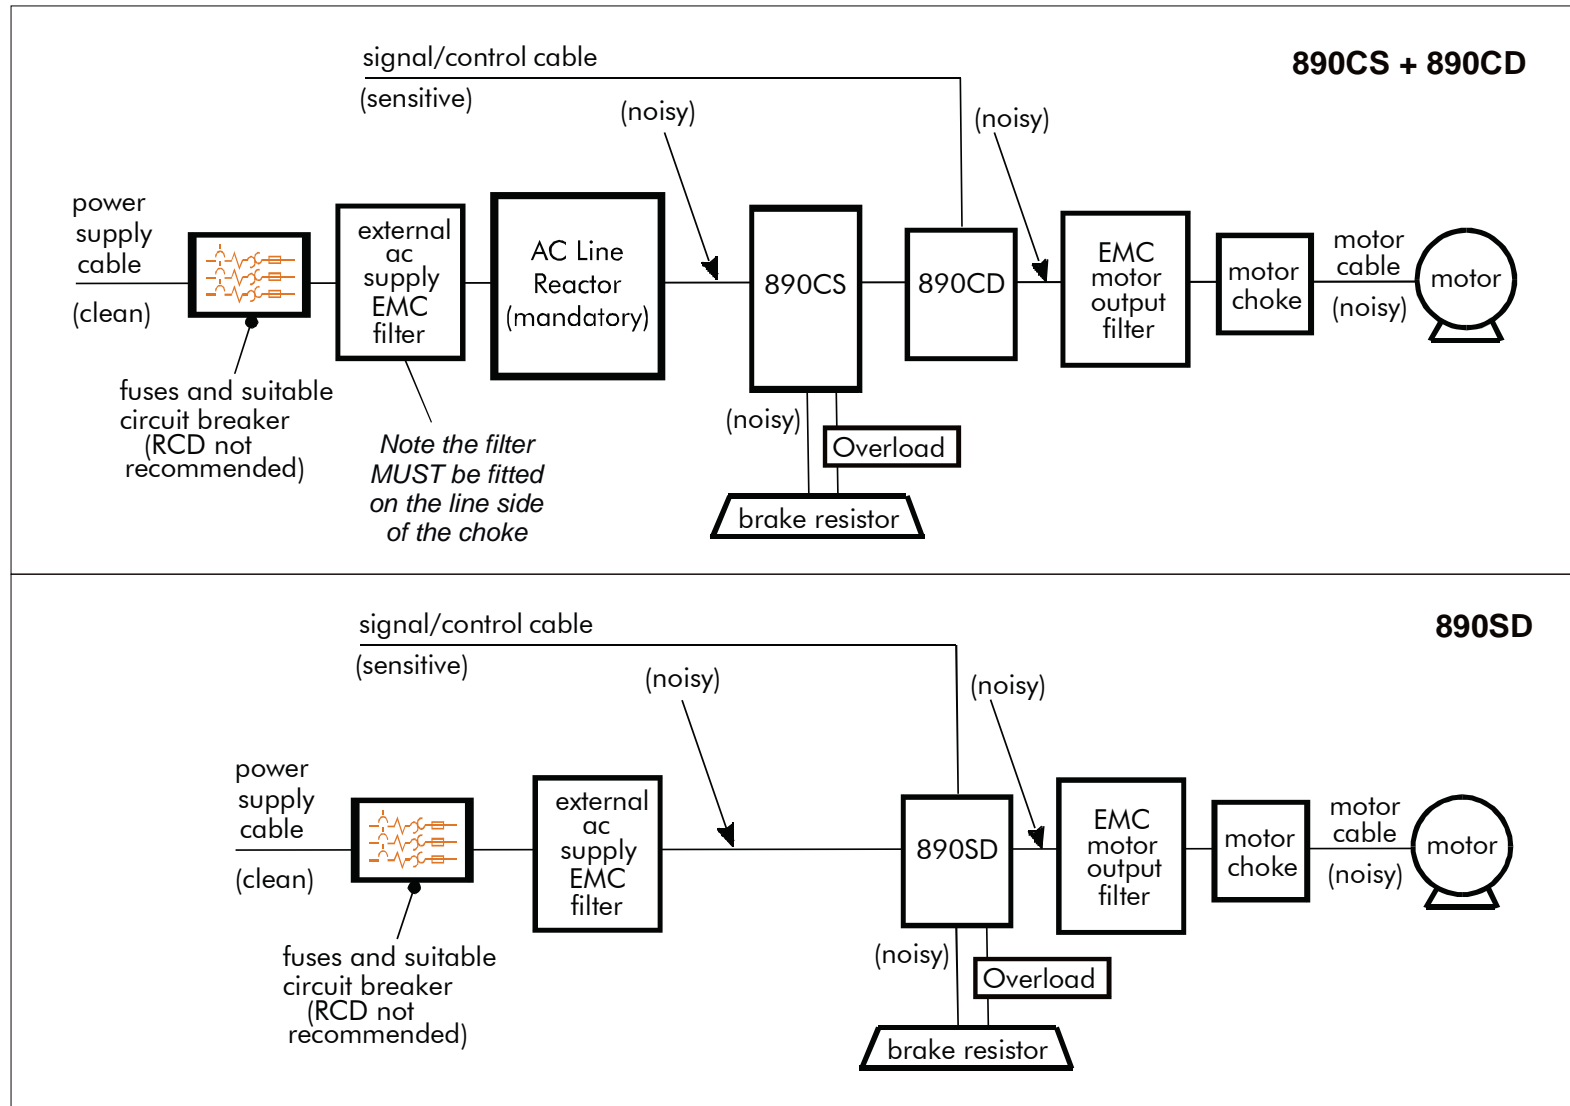 signal/control cable
(sensitive)
890CS + 890CD
(noisy)
(noisy)
power
supply
cable
(clean)
external
ac
supply
EMC
filter
AC Line
Reactor
(mandatory)
890CS
890CD
EMC
motor
output
filter
motor
choke
motor
cable
(noisy)
motor
fuses and suitable
circuit breaker
(RCD not
recommended)
Note the filter
MUST be fitted
on the line side
of the choke
(noisy)
Overload
brake resistor
signal/control cable
(sensitive)
890SD
(noisy)
(noisy)
power
supply
cable
(clean)
external
ac
supply
EMC
filter
890SD
EMC
motor
output
filter
motor
choke
motor
cable
(noisy)
motor
fuses and suitable
circuit breaker
(RCD not
recommended)
(noisy)
Overload
brake resistor